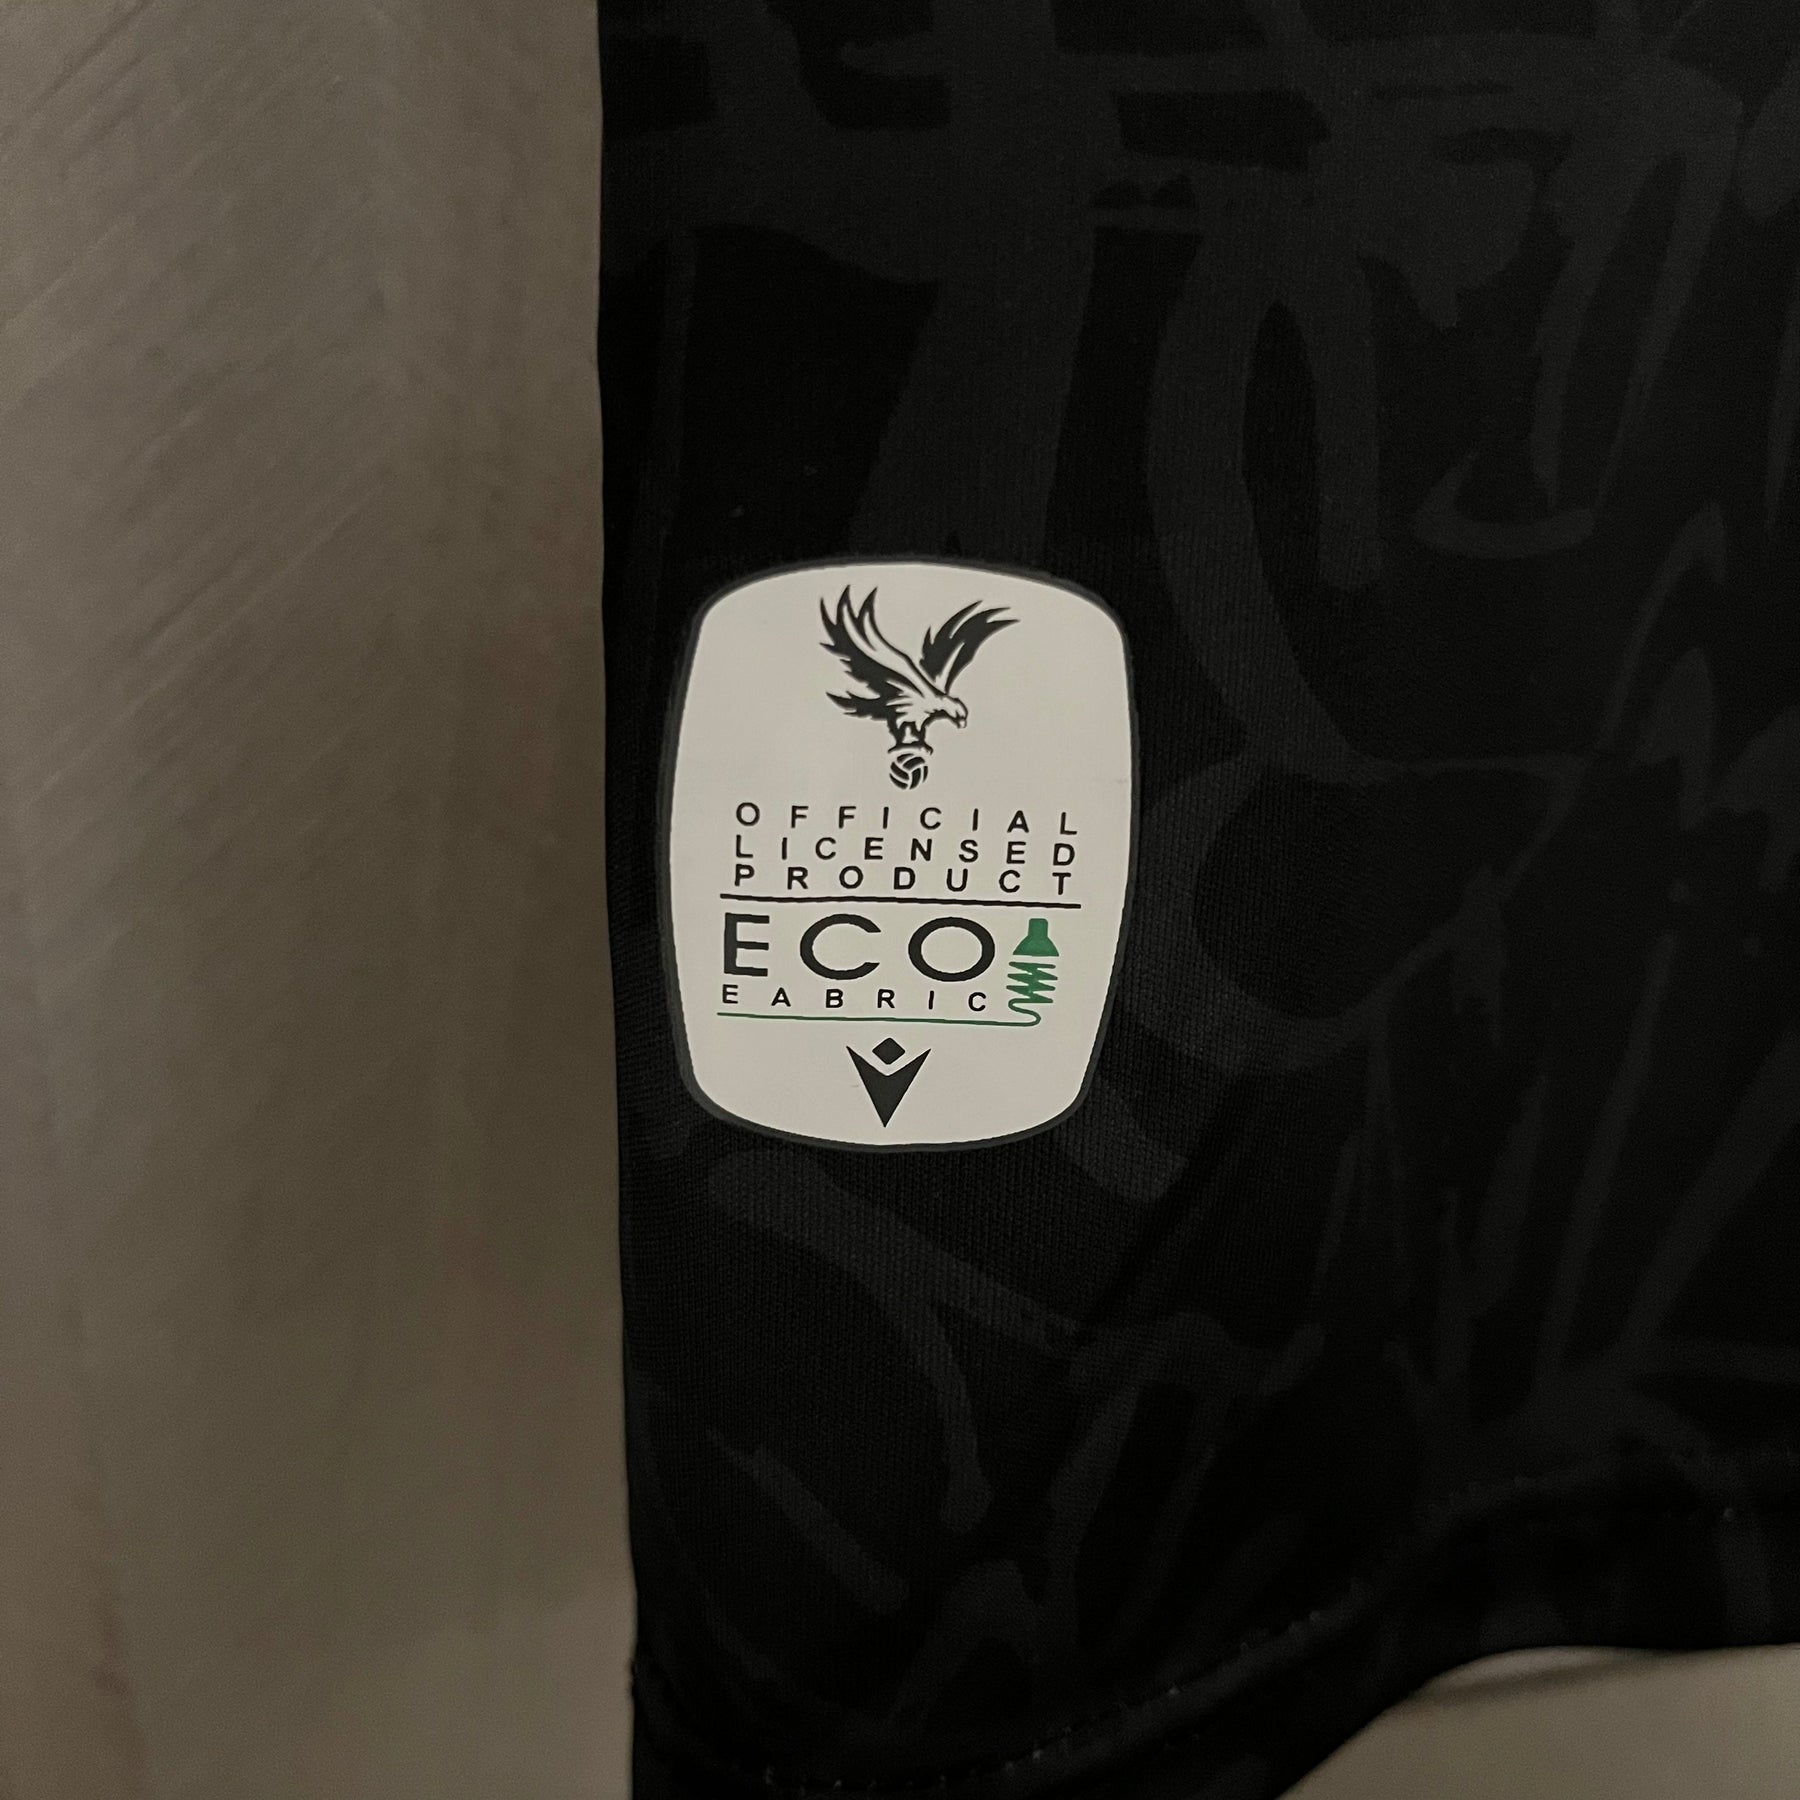 OFFICIAL
LICENSED
PRODUCT
ECO
EABRIC